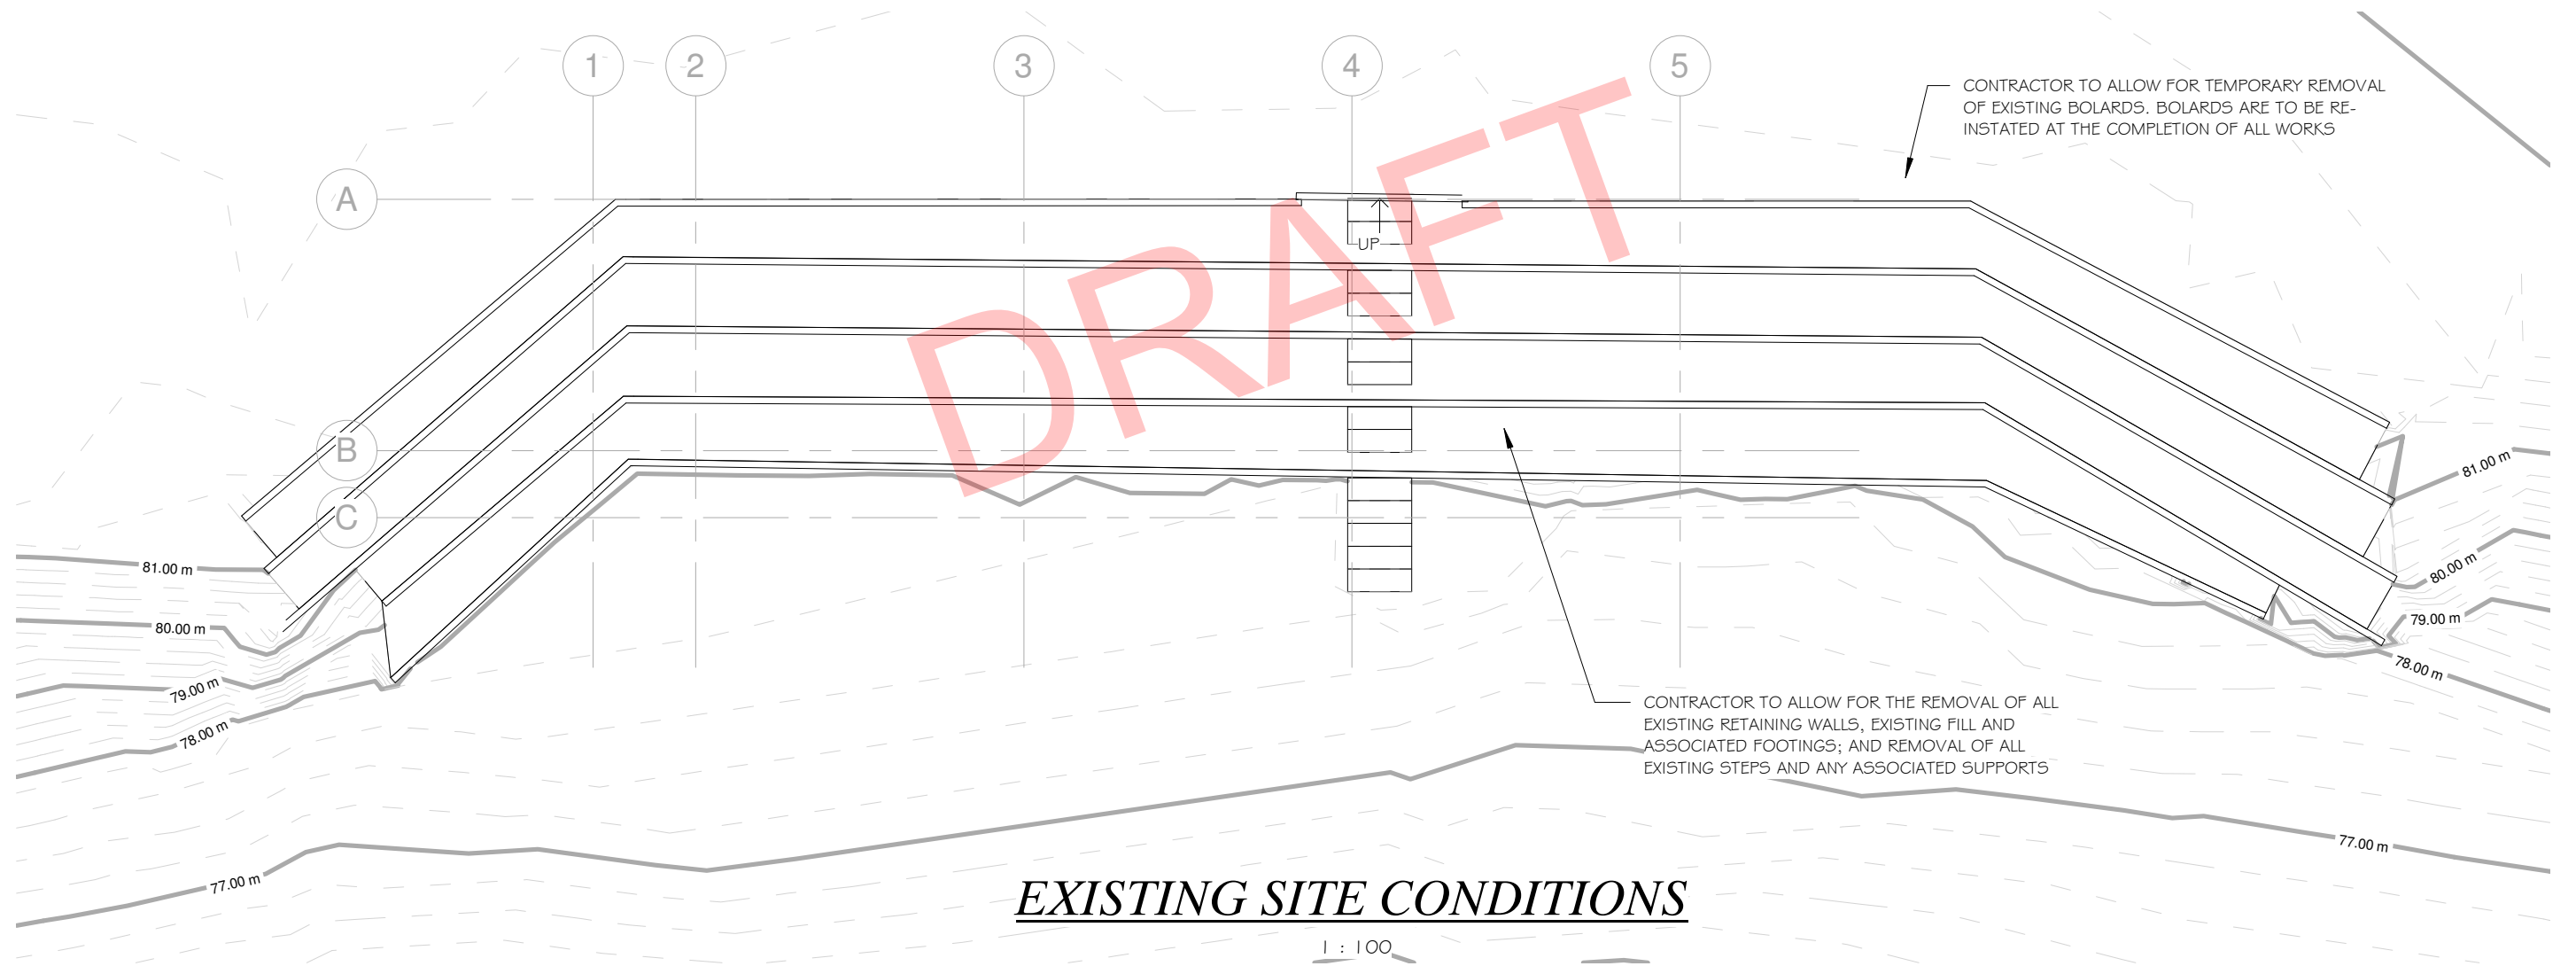 1 2 3 4 5
CONTRACTOR TO ALLOW FOR TEMPORARY REMOVAL
OF EXISTING BOLARDS. BOLARDS ARE TO BE RE-
INSTATED AT THE COMPLETION OF ALL WORKS
A
UP
DRAFT
B
C
81.00 m
81.00 m
80.00 m
80.00 m
79.00 m
79.00 m
78.00 m
78.00 m
CONTRACTOR TO ALLOW FOR THE REMOVAL OF ALL
EXISTING RETAINING WALLS, EXISTING FILL AND
ASSOCIATED FOOTINGS; AND REMOVAL OF ALL
EXISTING STEPS AND ANY ASSOCIATED SUPPORTS
77.00 m
77.00 m
EXISTING SITE CONDITIONS
1 : 100